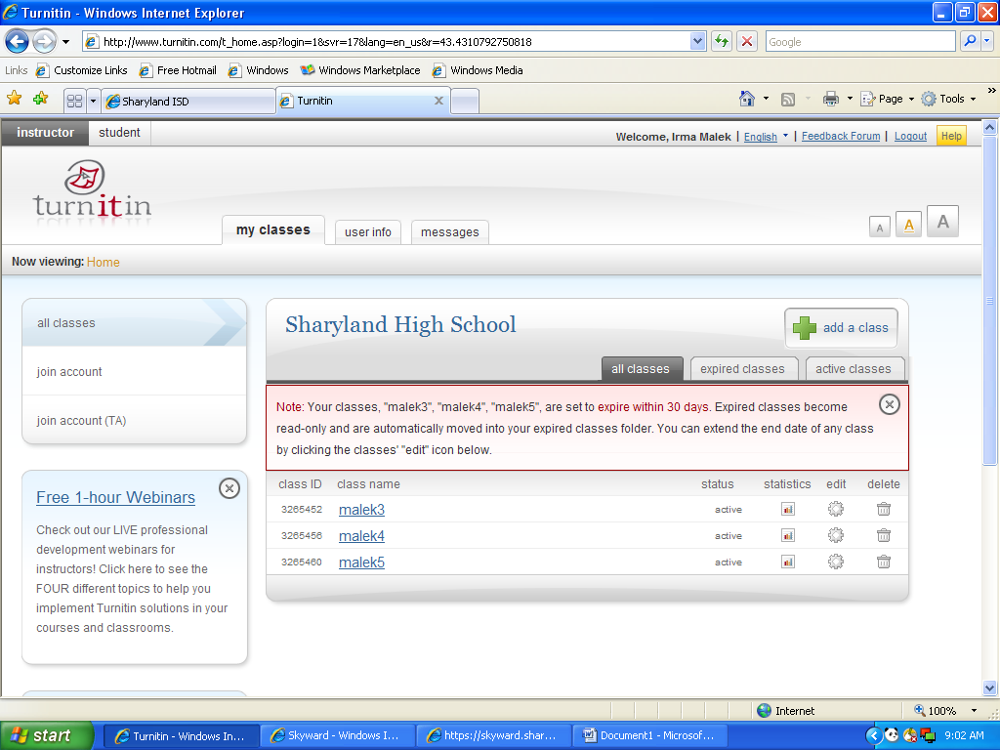 Turnitin - Windows Internet Explorer
http://www.turnitin.com/t_home.asp?login=1&svr=17&lang=en_us&r=43.4310792750818
Google
Links Customize Links Free Hotmail Windows Windows Marketplace Windows Media
Sharyland ISD Turnitin Page Tools
instructor student Welcome, Irma Malek | English | Feedback Forum | Logout Help
turnitin
my classes user info messages A A A
Now viewing: Home
all classes
join account
join account (TA)
Sharyland High School add a class
all classes expired classes active classes
Note: Your classes, "malek3", "malek4", "malek5", are set to expire within 30 days. Expired classes become
read-only and are automatically moved into your expired classes folder. You can extend the end date of any class
by clicking the classes' "edit" icon below.
class ID class name status statistics edit delete
3265452 malek3 active
3265456 malek4 active
3265460 malek5 active
Free 1-hour Webinars
Check out our LIVE professional
development webinars for
instructors! Click here to see the
FOUR different topics to help you
implement Turnitin solutions in your
courses and classrooms.
Internet 100%
start Turnitin - Windows In... Skyward - Windows I... https://skyward.shar... Document1 - Microsof... 9:02 AM